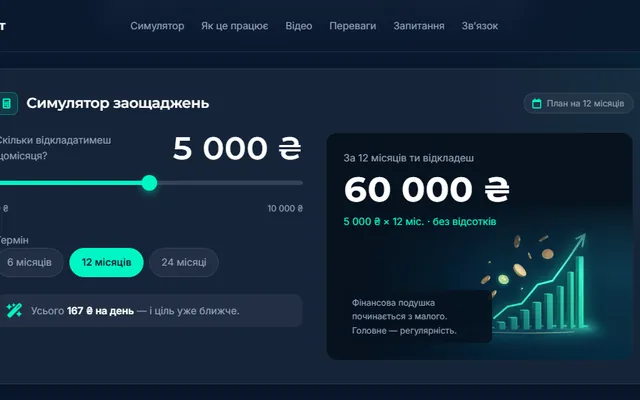 Симулятор Як це працює Відео Переваги Запитання Зв'язок
Симулятор заощаджень
План на 12 місяців
Скільки відкладатимеш
щомісяця?
5 000 ₴
₴
10 000 ₴
Термін
6 місяців
12 місяців
24 місяці
Усього 167 ₴ на день — і ціль уже ближче.
За 12 місяців ти відкладеш
60 000 ₴
5 000 ₴ × 12 міс. · без відсотків
Фінансова подушка
починається з малого.
Головне — регулярність.